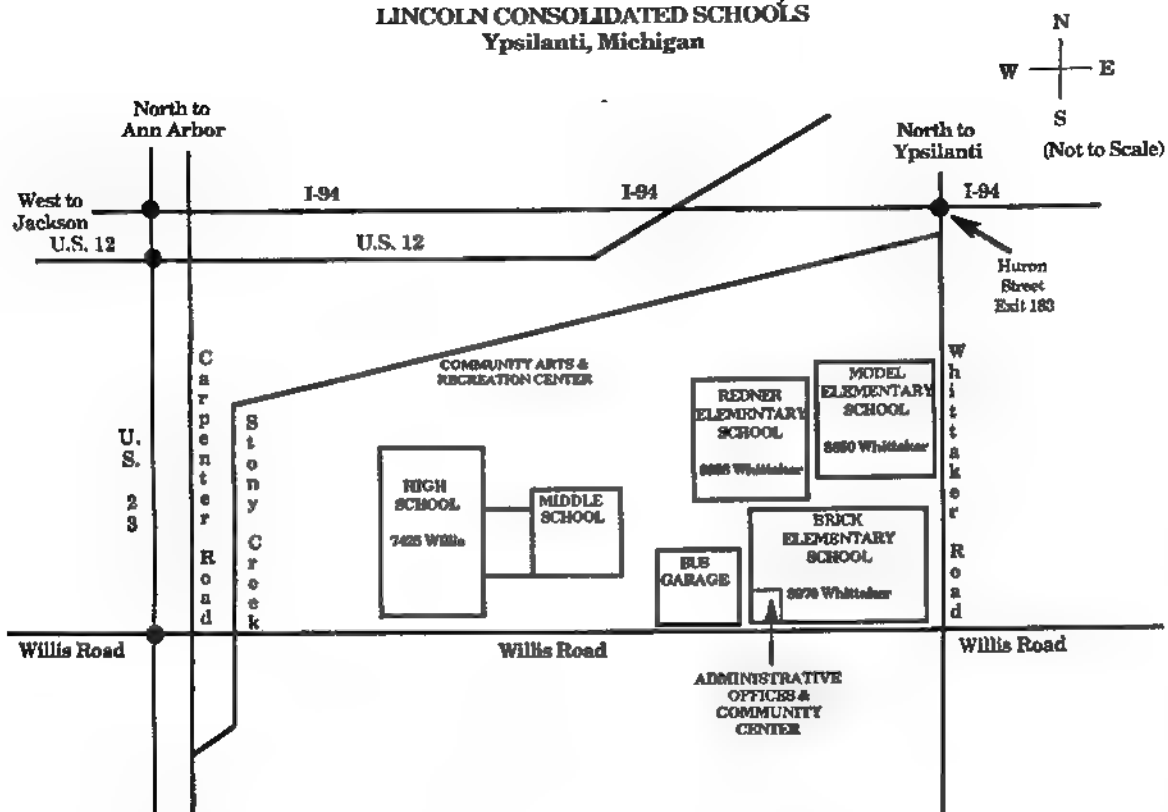 LINCOLN CONSOLIDATED SCHOOLS
Ypsilanti, Michigan
N
W
E
S
(Not to Scale)
North to
Ann Arbor
North to
Ypsilanti
West to
Jackson
I-94
I-94
I-94
U.S. 12
U.S. 12
Huron
Street
Exit 183
Carpenter Road
Stony Creek
U.S. 23
Whittaker Road
COMMUNITY ARTS &
RECREATION CENTER
REDNER
ELEMENTARY
SCHOOL
Whittaker
MODEL
ELEMENTARY
SCHOOL
Whittaker
HIGH
SCHOOL
7425 Willis
MIDDLE
SCHOOL
BUS
GARAGE
BRICK
ELEMENTARY
SCHOOL
8970 Whittaker
Willis Road
Willis Road
Willis Road
ADMINISTRATIVE
OFFICES &
COMMUNITY
CENTER